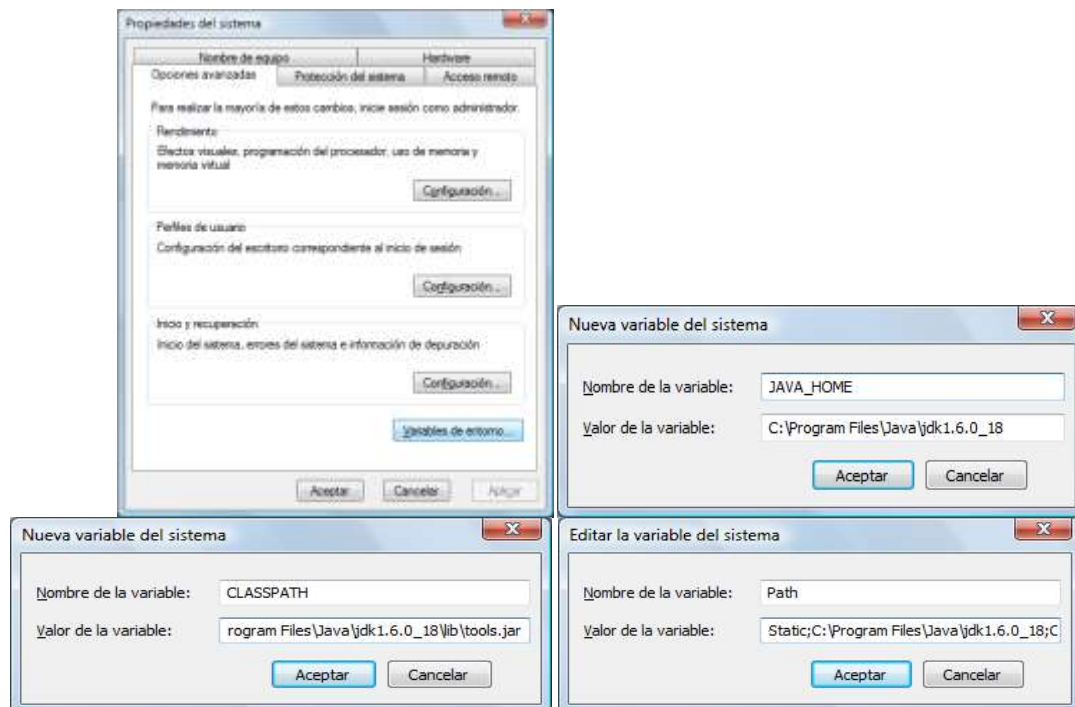 Propiedades del sistema
Nombre de equipo Hardware
Opciones avanzadas Protección del sistema Acceso remoto
Para realizar la mayoría de estos cambios, inicie sesión como administrador.
Rendimiento
Efectos visuales, programación del procesador, uso de memoria y
memoria virtual
Configuración...
Perfiles de usuario
Configuración del escritorio correspondiente al inicio de sesión
Configuración...
Inicio y recuperación
Inicio del sistema, errores del sistema e información de depuración
Configuración...
Variables de entorno...
Aceptar Cancelar Aplicar
Nueva variable del sistema
Nombre de la variable: JAVA_HOME
Valor de la variable: C:\Program Files\Java\jdk1.6.0_18
Aceptar Cancelar
Nueva variable del sistema
Nombre de la variable: CLASSPATH
Valor de la variable: rogram Files\Java\jdk1.6.0_18\lib\tools.jar
Aceptar Cancelar
Editar la variable del sistema
Nombre de la variable: Path
Valor de la variable: Static;C:\Program Files\Java\jdk1.6.0_18;C
Aceptar Cancelar